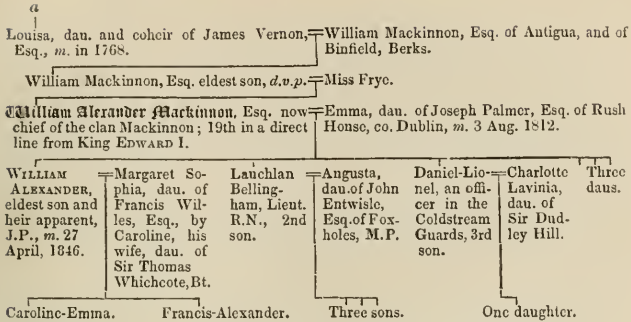 a
Louisa, dau. and coheir of James Vernon, Esq., m. in 1768.
William Mackinnon, Esq. of Antigua, and of Binfield, Berks.
William Mackinnon, Esq. eldest son, d.v.p.
Miss Frye.
William Alexander Mackinnon, Esq. now chief of the clan Mackinnon; 19th in a direct line from King EDWARD I.
Emma, dau. of Joseph Palmer, Esq. of Rush House, co. Dublin, m. 3 Aug. 1812.
WILLIAM
ALEXANDER,
eldest son and
heir apparent,
J.P., m. 27
April, 1846.
Margaret So-
phia, dau. of
Francis Wil-
les, Esq., by
Caroline, his
wife, dau. of
Sir Thomas
Whichcote, Bt.
Lauchlan
Belling-
ham, Lieut.
R.N., 2nd
son.
Augusta,
dau. of John
Entwisle,
Esq. of Fox-
holes, M.P.
Daniel-Lio-
nel, an offi-
cer in the
Coldstream
Guards, 3rd
son.
Charlotte
Lavinia,
dau. of
Sir Dud-
ley Hill.
Three
daus.
Caroline-Emma.
Francis-Alexander.
Three sons.
One daughter.